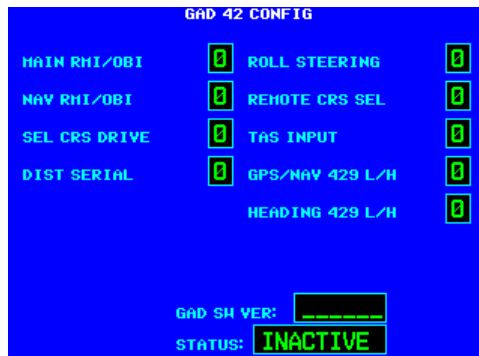 GAD 42 CONFIG
MAIN RMI/OBI 0 ROLL STEERING 0
NAV RMI/OBI 0 REMOTE CRS SEL 0
SEL CRS DRIVE 0 TAS INPUT 0
DIST SERIAL 0 GPS/NAV 429 L/H 0
HEADING 429 L/H 0
GAD SW VER: ______
STATUS: INACTIVE